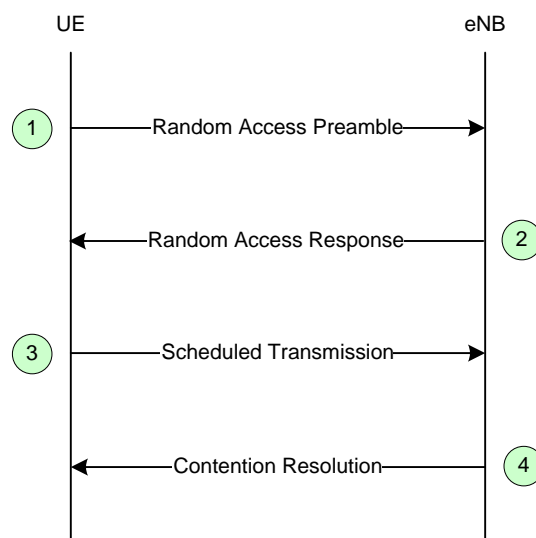 UE
eNB
1
Random Access Preamble
Random Access Response
2
3
Scheduled Transmission
Contention Resolution
4